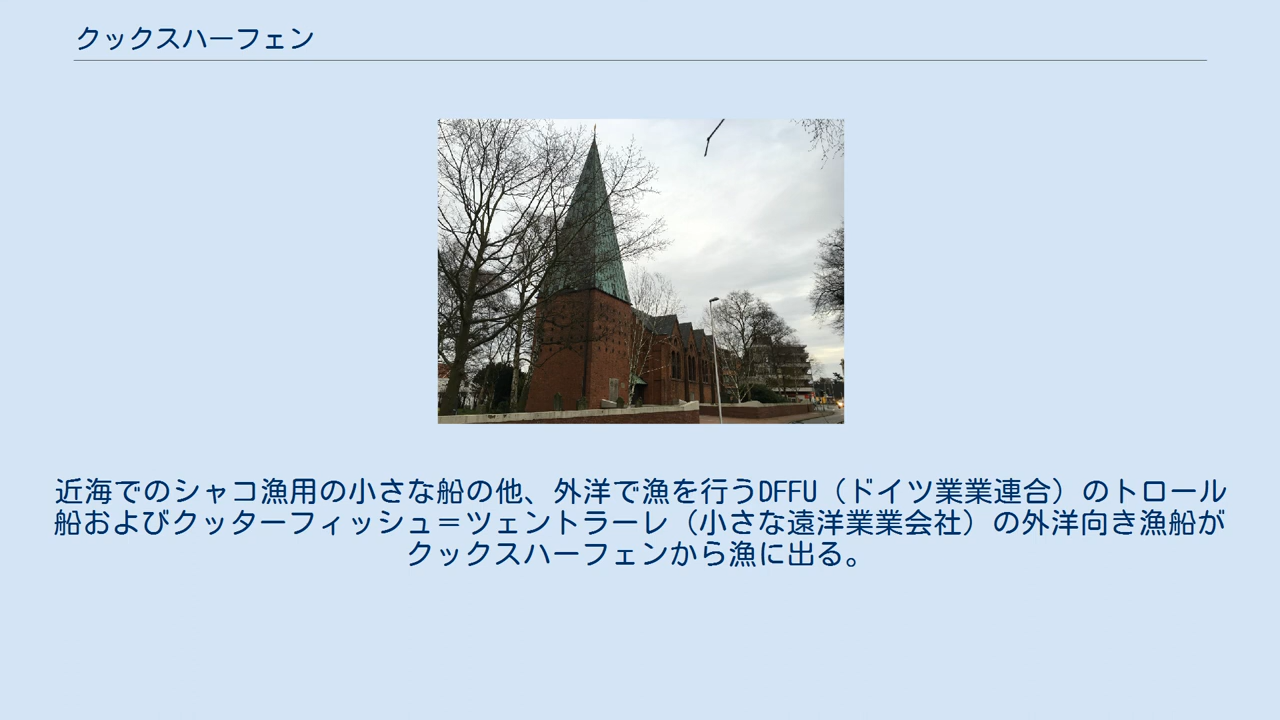 クックスハーフェン
近海でのシャコ漁用の小さな船の他、外洋で漁を行うDFFU（ドイツ業業連合）のトロール
船およびクッターフィッシュ＝ツェントラーレ（小さな遠洋業業会社）の外洋向き漁船が
クックスハーフェンから漁に出る。